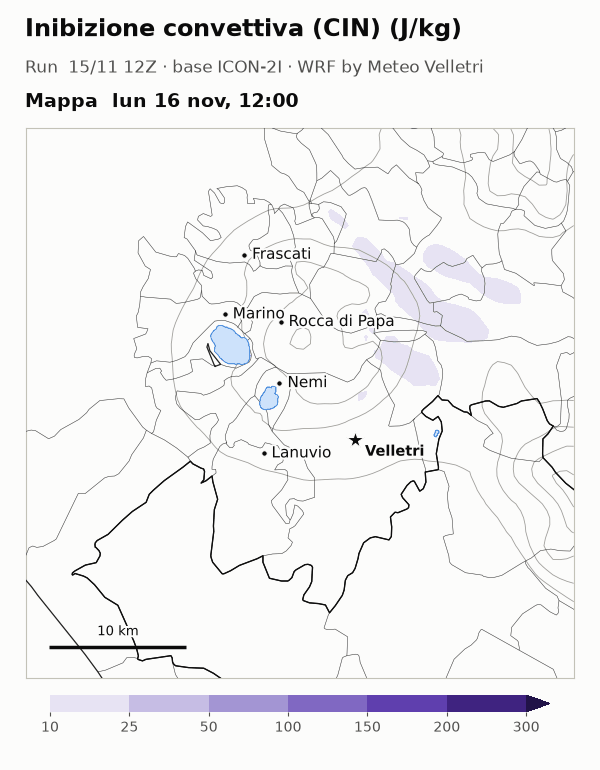 Inibizione convettiva (CIN) (J/kg)
Run 15/11 12Z · base ICON-2I · WRF by Meteo Velletri
Mappa lun 16 nov, 12:00
Frascati
Marino
Rocca di Papa
Nemi
Velletri
Lanuvio
10 km
10 25 50 100 150 200 300